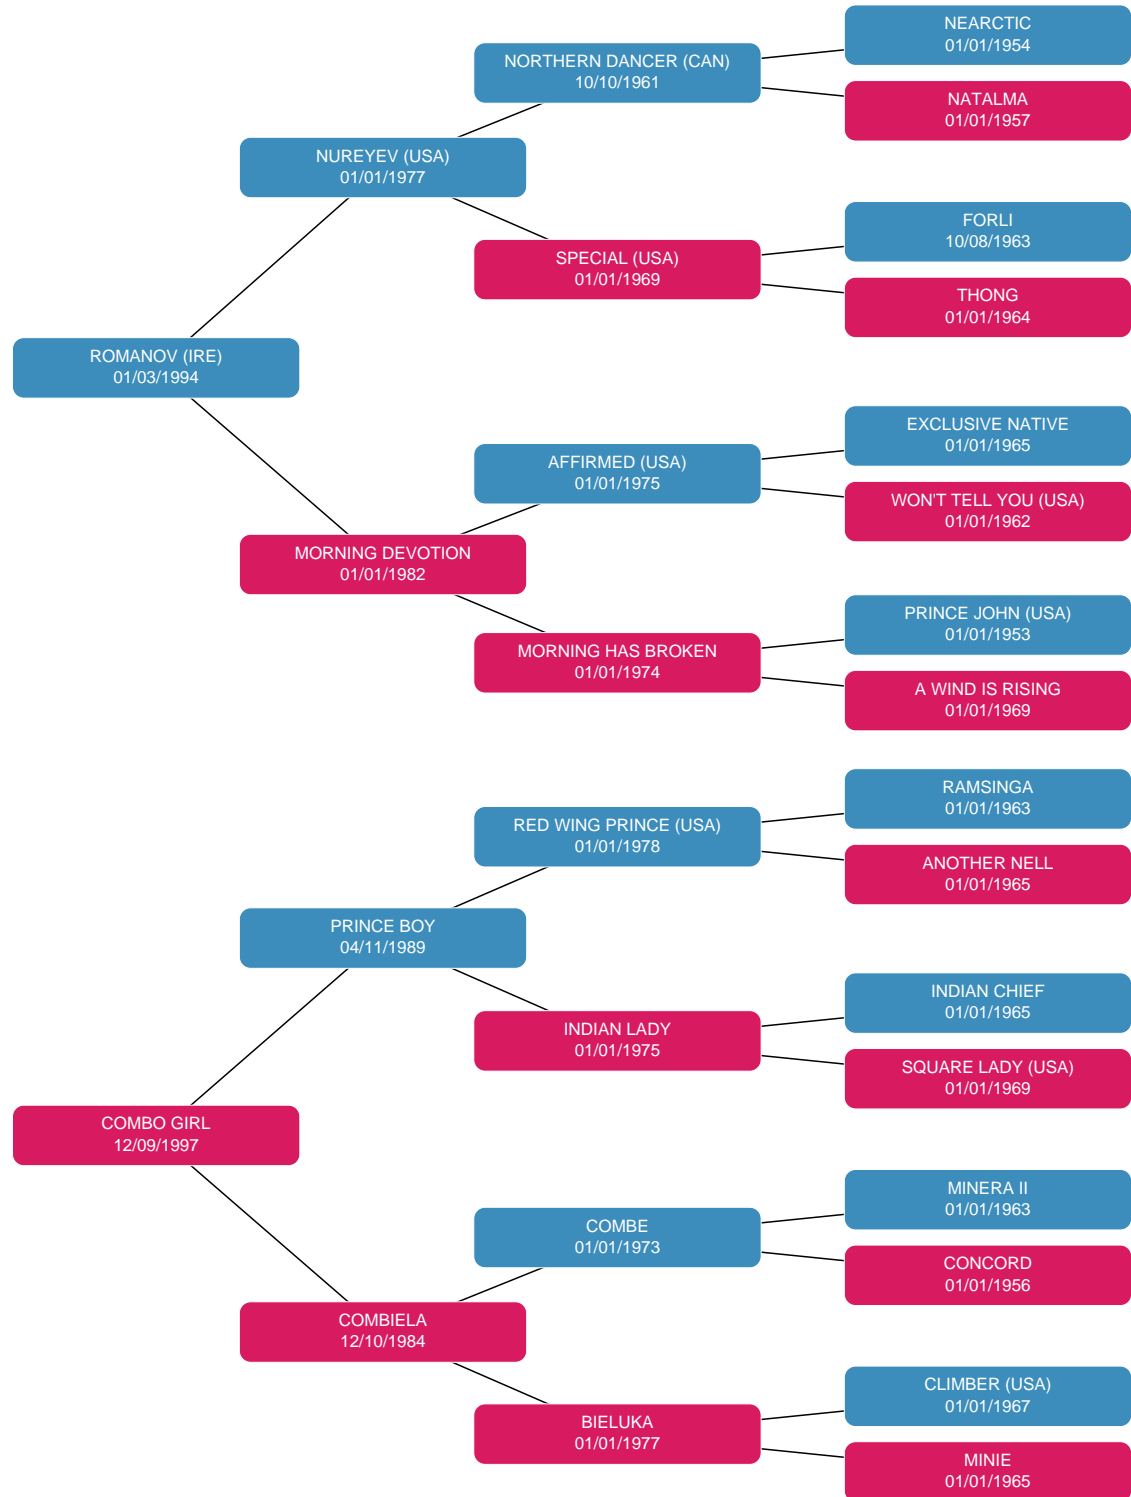 NEARCTIC
01/01/1954
NORTHERN DANCER (CAN)
10/10/1961
NATALMA
01/01/1957
NUREYEV (USA)
01/01/1977
FORLI
10/08/1963
SPECIAL (USA)
01/01/1969
THONG
01/01/1964
ROMANOV (IRE)
01/03/1994
EXCLUSIVE NATIVE
01/01/1965
AFFIRMED (USA)
01/01/1975
WON'T TELL YOU (USA)
01/01/1962
MORNING DEVOTION
01/01/1982
PRINCE JOHN (USA)
01/01/1953
MORNING HAS BROKEN
01/01/1974
A WIND IS RISING
01/01/1969
RAMSINGA
01/01/1963
RED WING PRINCE (USA)
01/01/1978
ANOTHER NELL
01/01/1965
PRINCE BOY
04/11/1989
INDIAN CHIEF
01/01/1965
INDIAN LADY
01/01/1975
SQUARE LADY (USA)
01/01/1969
COMBO GIRL
12/09/1997
MINERA II
01/01/1963
COMBE
01/01/1973
CONCORD
01/01/1956
COMBIELA
12/10/1984
CLIMBER (USA)
01/01/1967
BIELUKA
01/01/1977
MINIE
01/01/1965